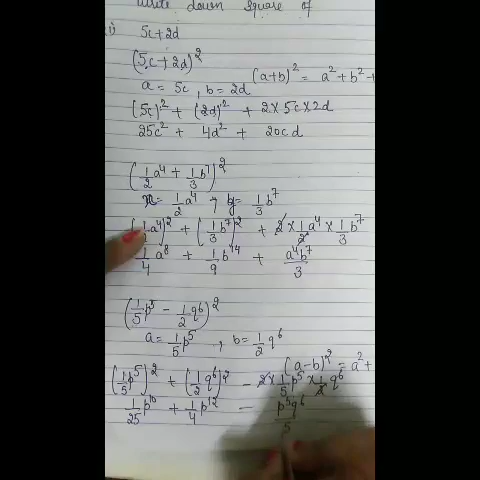 Write down square of
i) 5c+2d
(5c+2d)²
(a+b)² = a²+b²+
a = 5c, b = 2d
(5c)² + (2d)² + 2×5c×2d
25c² + 4d² + 20cd
(1/2 a⁴ + 1/3 b⁷)²
x = 1/2 a⁴, y = 1/3 b⁷
(1/2 a⁴)² + (1/3 b⁷)² + 2×1/2 a⁴×1/3 b⁷
1/4 a⁸ + 1/9 b¹⁴ + a⁴b⁷/3
(1/5 p⁵ - 1/2 q⁶)²
a = 1/5 p⁵, b = 1/2 q⁶
(a-b)² = a²+
(1/5 p⁵)² + (1/2 q⁶)² - 2×1/5 p⁵×1/2 q⁶
1/25 p¹⁰ + 1/4 p¹² - p⁵q⁶/5